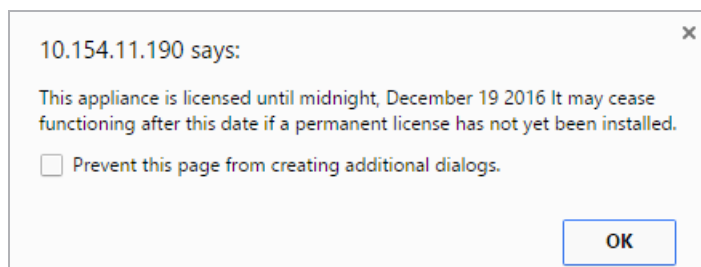 10.154.11.190 says:
This appliance is licensed until midnight, December 19 2016 It may cease
functioning after this date if a permanent license has not yet been installed.
Prevent this page from creating additional dialogs.
OK